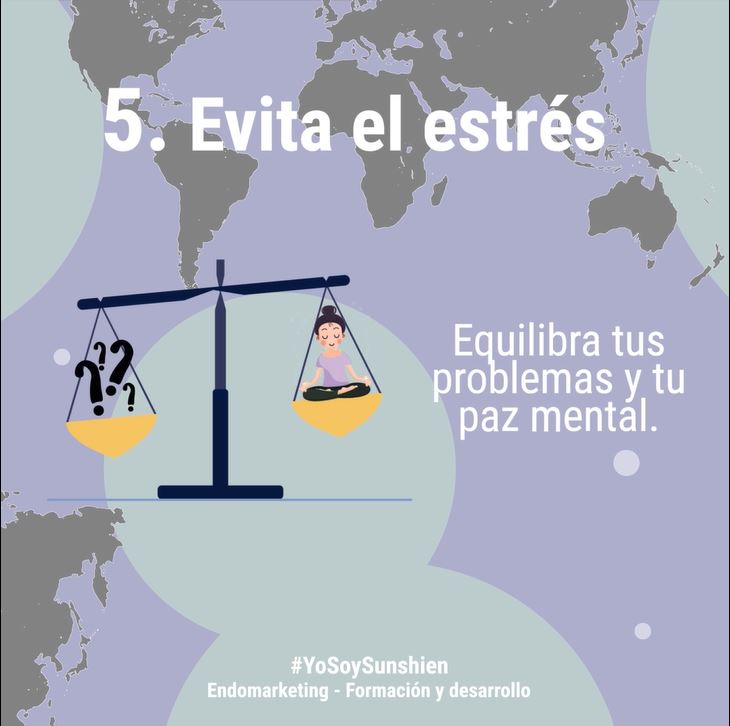 5. Evita el estrés
? ? ? ?
Equilibra tus
problemas y tu
paz mental.
#YoSoySunshien
Endomarketing - Formación y desarrollo